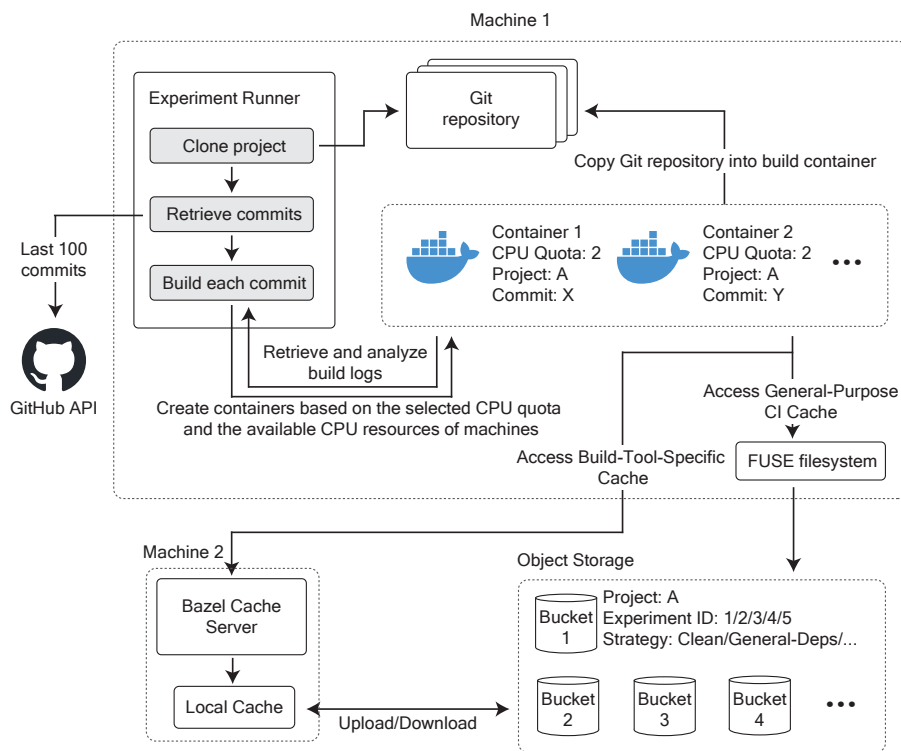 Machine 1
Experiment Runner
Clone project
Retrieve commits
Build each commit
Git
repository
Copy Git repository into build container
Container 1
CPU Quota: 2
Project: A
Commit: X
Container 2
CPU Quota: 2
Project: A
Commit: Y
...
Last 100
commits
GitHub API
Retrieve and analyze
build logs
Create containers based on the selected CPU quota
and the available CPU resources of machines
Access General-Purpose
CI Cache
FUSE filesystem
Access Build-Tool-Specific
Cache
Machine 2
Bazel Cache
Server
Local Cache
Upload/Download
Object Storage
Bucket
1
Project: A
Experiment ID: 1/2/3/4/5
Strategy: Clean/General-Deps/...
Bucket
2
Bucket
3
Bucket
4
...